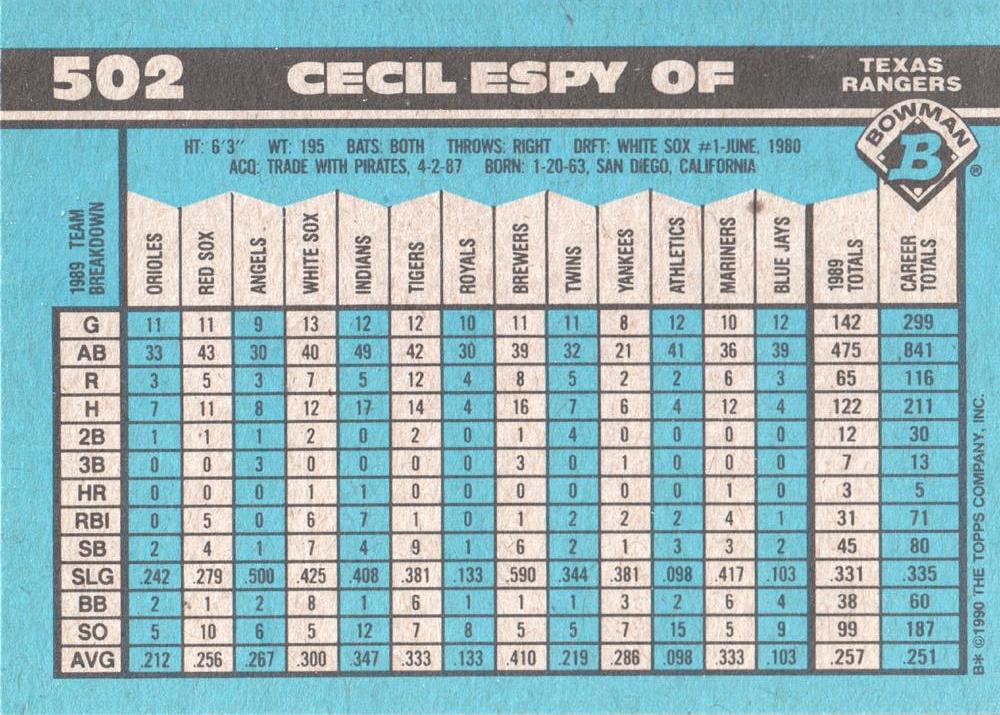 502 CECIL ESPY OF TEXAS RANGERS
BOWMAN
B ®
HT: 6'3" WT: 195 BATS: BOTH THROWS: RIGHT DRFT: WHITE SOX #1-JUNE, 1980
ACQ: TRADE WITH PIRATES, 4-2-87 BORN: 1-20-63, SAN DIEGO, CALIFORNIA
1989 TEAM BREAKDOWN ORIOLES RED SOX ANGELS WHITE SOX INDIANS TIGERS ROYALS BREWERS TWINS YANKEES ATHLETICS MARINERS BLUE JAYS 1989 TOTALS CAREER TOTALS
G 11 11 9 13 12 12 10 11 11 8 12 10 12 142 299
AB 33 43 30 40 49 42 30 39 32 21 41 36 39 475 841
R 3 5 3 7 5 12 4 8 5 2 2 6 3 65 116
H 7 11 8 12 17 14 4 16 7 6 4 12 4 122 211
2B 1 1 1 2 0 2 0 1 4 0 0 0 0 12 30
3B 0 0 3 0 0 0 0 3 0 1 0 0 0 7 13
HR 0 0 0 1 1 0 0 0 0 0 0 1 0 3 5
RBI 0 5 0 6 7 1 0 1 2 2 2 4 1 31 71
SB 2 4 1 7 4 9 1 6 2 1 3 3 2 45 80
SLG .242 .279 .500 .425 .408 .381 .133 .590 .344 .381 .098 .417 .103 .331 .335
BB 2 1 2 8 1 6 1 1 1 3 2 6 4 38 60
SO 5 10 6 5 12 7 8 5 5 7 15 5 9 99 187
AVG .212 .256 .267 .300 .347 .333 .133 .410 .219 .286 .098 .333 .103 .257 .251
B* ©1990 THE TOPPS COMPANY, INC.